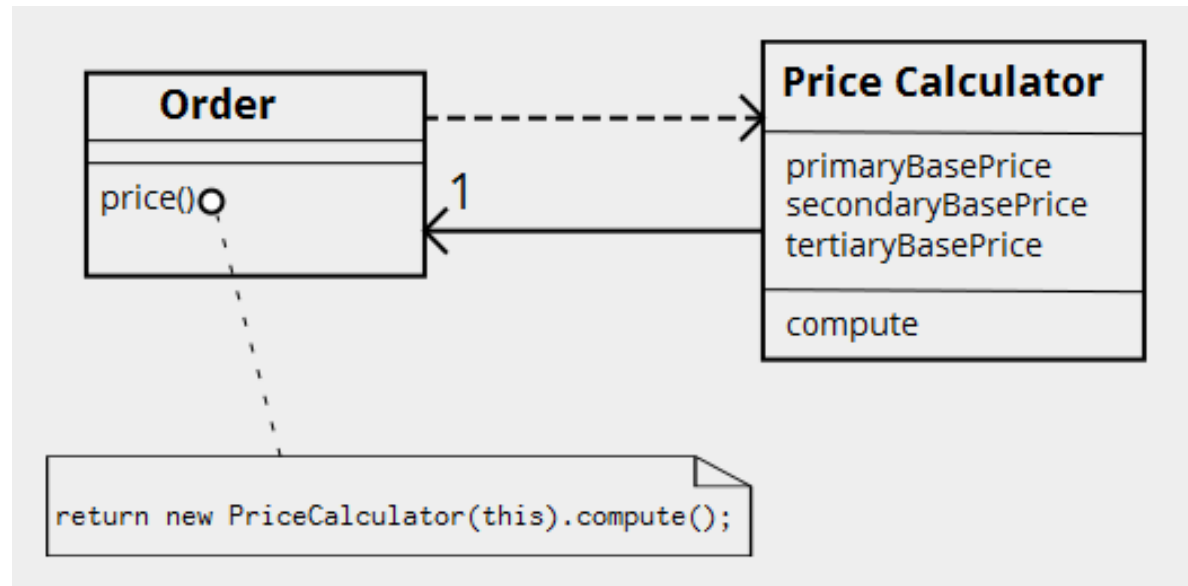 Order
price()
1
Price Calculator
primaryBasePrice
secondaryBasePrice
tertiaryBasePrice
compute
return new PriceCalculator(this).compute();